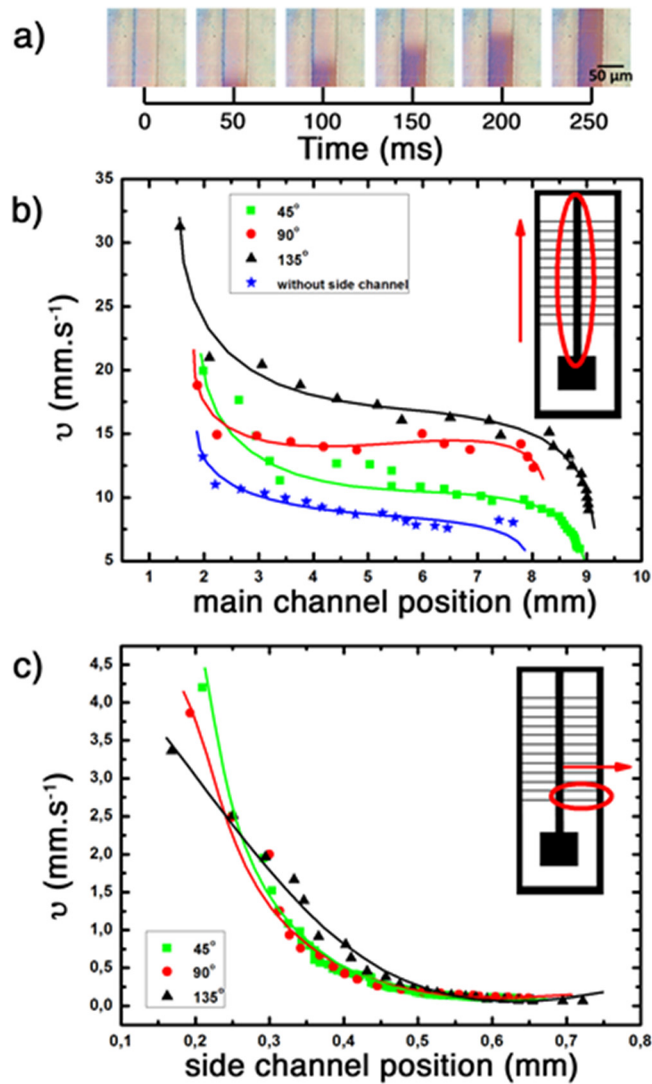 a)
50 µm
0 50 100 150 200 250
Time (ms)
b)
35
30
25
20
15
10
5
υ (mm.s⁻¹)
45°
90°
135°
without side channel
1 2 3 4 5 6 7 8 9 10
main channel position (mm)
c)
4,5
4,0
3,5
3,0
2,5
2,0
1,5
1,0
0,5
0,0
υ (mm.s⁻¹)
45°
90°
135°
0,1 0,2 0,3 0,4 0,5 0,6 0,7 0,8
side channel position (mm)